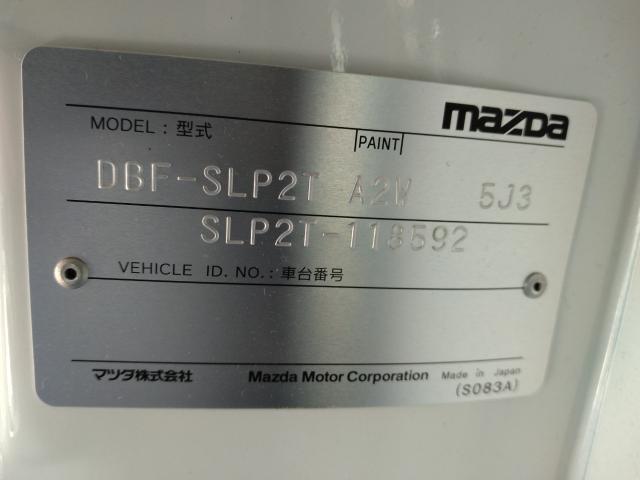 mazda
MODEL : 型式
PAINT
DBF-SLP2T A2W 5J3
SLP2T-118592
VEHICLE ID. NO. : 車台番号
マツダ株式会社 Mazda Motor Corporation Made in Japan
(S083A)